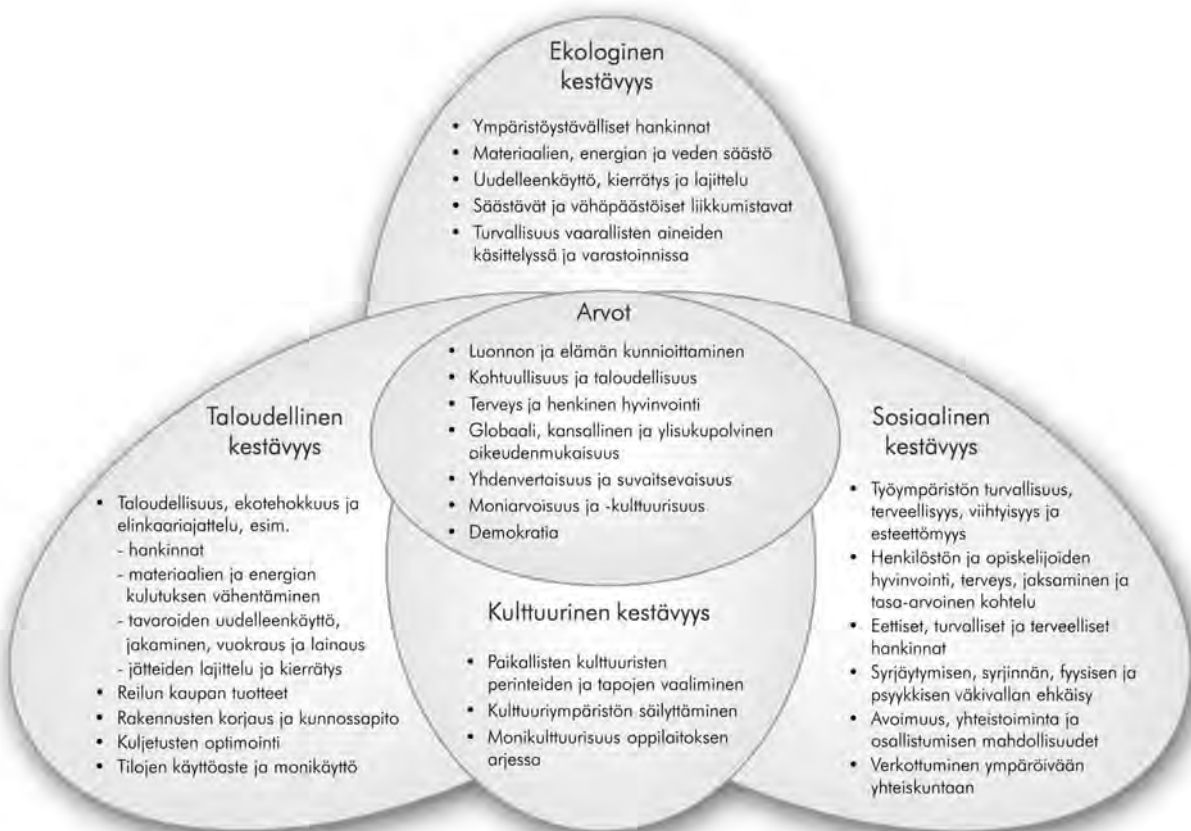 Ekologinen
kestävyys
• Ympäristöystävälliset hankinnat
• Materiaalien, energian ja veden säästö
• Uudelleenkäyttö, kierrätys ja lajittelu
• Säästävät ja vähäpäästöiset liikkumistavat
• Turvallisuus vaarallisten aineiden
käsittelyssä ja varastoinnissa
Arvot
• Luonnon ja elämän kunnioittaminen
• Kohtuullisuus ja taloudellisuus
• Terveys ja henkinen hyvinvointi
• Globaali, kansallinen ja ylisukupolvinen
oikeudenmukaisuus
• Yhdenvertaisuus ja suvaitsevaisuus
• Moniarvoisuus ja -kulttuurisuus
• Demokratia
Taloudellinen
kestävyys
• Taloudellisuus, ekotehokkuus ja
elinkaariajattelu, esim.
- hankinnat
- materiaalien ja energian
kulutuksen vähentäminen
- tavaroiden uudelleenkäyttö,
jakaminen, vuokraus ja lainaus
- jätteiden lajittelu ja kierrätys
• Reilun kaupan tuotteet
• Rakennusten korjaus ja kunnossapito
• Kuljetusten optimointi
• Tilojen käyttöaste ja monikäyttö
Kulttuurinen kestävyys
• Paikallisten kulttuuristen
perinteiden ja tapojen vaaliminen
• Kulttuuriympäristön säilyttäminen
• Monikulttuurisuus oppilaitoksen
arjessa
Sosiaalinen
kestävyys
• Työympäristön turvallisuus,
terveellisyys, viihtyisyys ja
esteettömyys
• Henkilöstön ja opiskelijoiden
hyvinvointi, terveys, jaksaminen ja
tasa-arvoinen kohtelu
• Eettiset, turvalliset ja terveelliset
hankinnat
• Syrjäytymisen, syrjinnän, fyysisen ja
psyykkisen väkivallan ehkäisy
• Avoimuus, yhteistoiminta ja
osallistumisen mahdollisuudet
• Verkottuminen ympäröivään
yhteiskuntaan